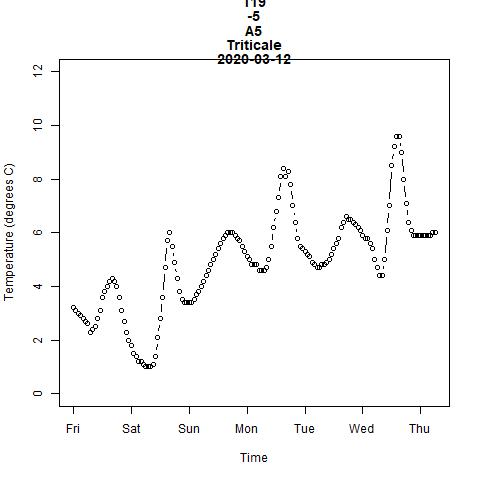 T19
-5
A5
Triticale
2020-03-12
Temperature (degrees C)
12
10
8
6
4
2
0
Fri Sat Sun Mon Tue Wed Thu
Time